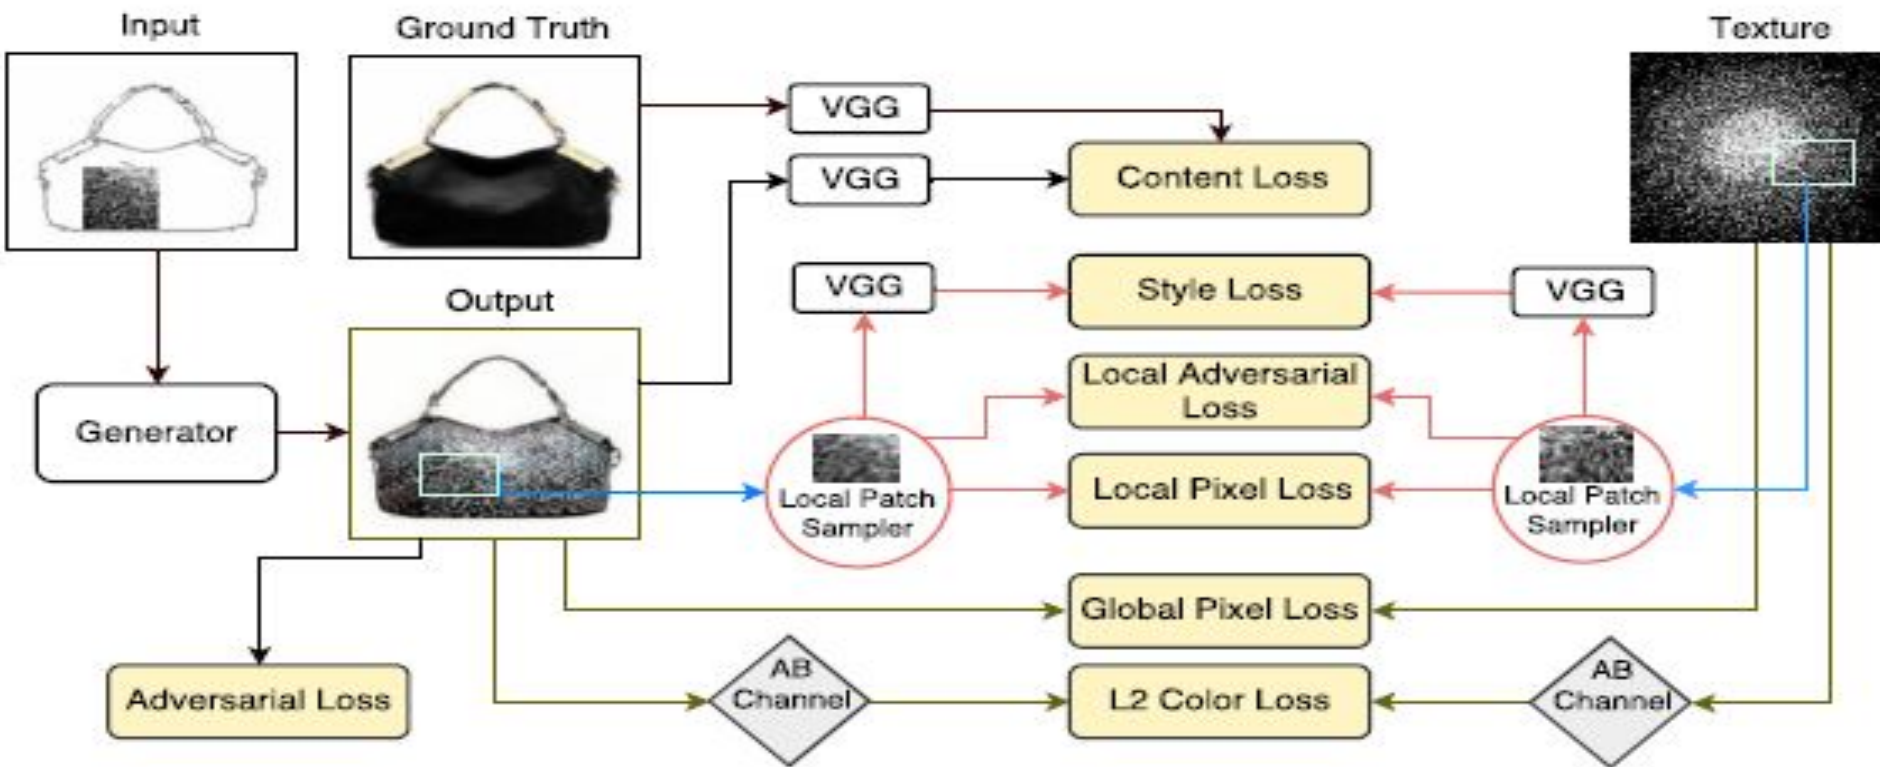 Input
Ground Truth
Texture
VGG
VGG
Content Loss
VGG
Style Loss
VGG
Output
Local Adversarial
Loss
Generator
Local Patch
Sampler
Local Pixel Loss
Local Patch
Sampler
Global Pixel Loss
Adversarial Loss
AB
Channel
L2 Color Loss
AB
Channel